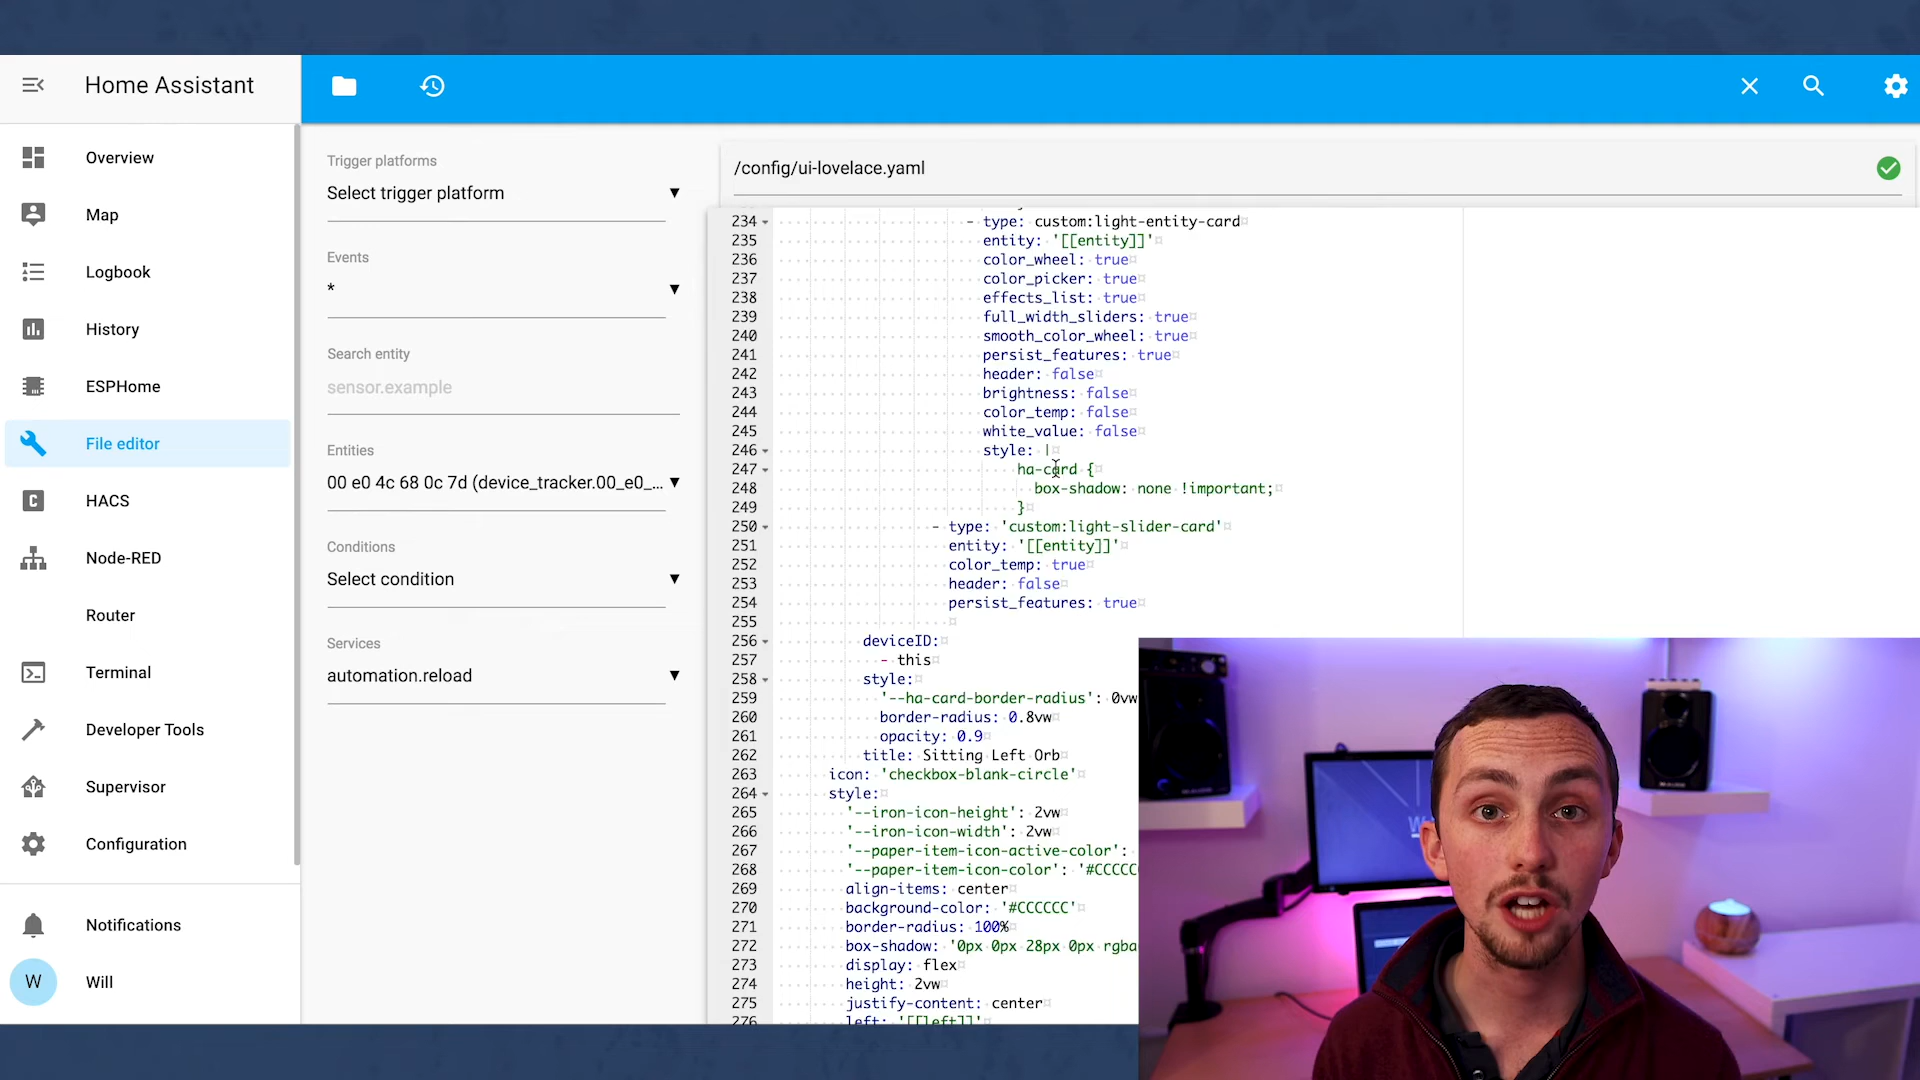 Home Assistant
Overview
Map
Logbook
History
ESPHome
File editor
HACS
Node-RED
Router
Terminal
Developer Tools
Supervisor
Configuration
Notifications
W Will
Trigger platforms
Select trigger platform
Events
*
Search entity
sensor.example
Entities
00 e0 4c 68 0c 7d (device_tracker.00_e0_...
Conditions
Select condition
Services
automation.reload
/config/ui-lovelace.yaml
234 - type: custom:light-entity-card
235 entity: '[[entity]]'
236 color_wheel: true
237 color_picker: true
238 effects_list: true
239 full_width_sliders: true
240 smooth_color_wheel: true
241 persist_features: true
242 header: false
243 brightness: false
244 color_temp: false
245 white_value: false
246 style: |
247 ha-card {
248 box-shadow: none !important;
249 }
250 - type: 'custom:light-slider-card'
251 entity: '[[entity]]'
252 color_temp: true
253 header: false
254 persist_features: true
255
256 deviceID:
257 - this
258 style:
259 '--ha-card-border-radius': 0vw
260 border-radius: 0.8vw
261 opacity: 0.9
262 title: Sitting Left Orb
263 icon: 'checkbox-blank-circle'
264 style:
265 '--iron-icon-height': 2vw
266 '--iron-icon-width': 2vw
267 '--paper-item-icon-active-color':
268 '--paper-item-icon-color': '#CCCCC
269 align-items: center
270 background-color: '#CCCCCC'
271 border-radius: 100%
272 box-shadow: '0px 0px 28px 0px rgba
273 display: flex
274 height: 2vw
275 justify-content: center
276 left: '[[left]]'